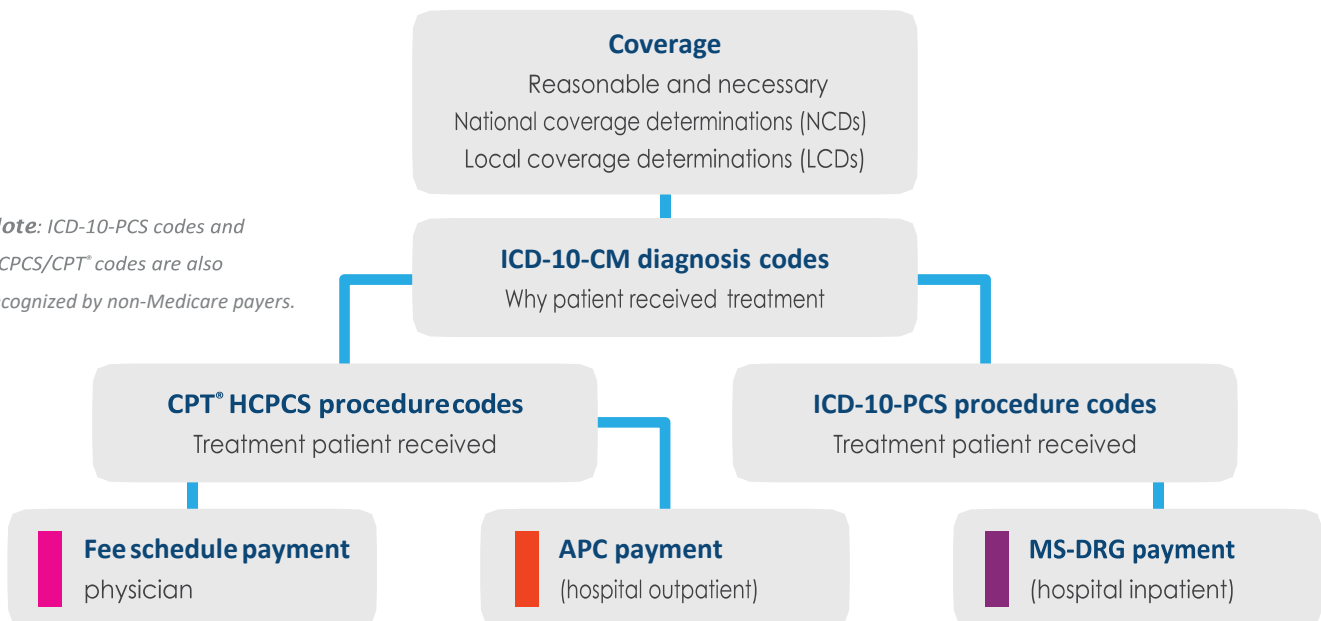 Coverage
Reasonable and necessary
National coverage determinations (NCDs)
Local coverage determinations (LCDs)
: ICD-10-PCS codes and
codes are also
by non-Medicare payers.
ICD-10-CM diagnosis codes
Why patient received treatment
CPT® HCPCS procedurecodes
Treatment patient received
ICD-10-PCS procedure codes
Treatment patient received
Fee schedule payment
physician
APC payment
(hospital outpatient)
MS-DRG payment
(hospital inpatient)